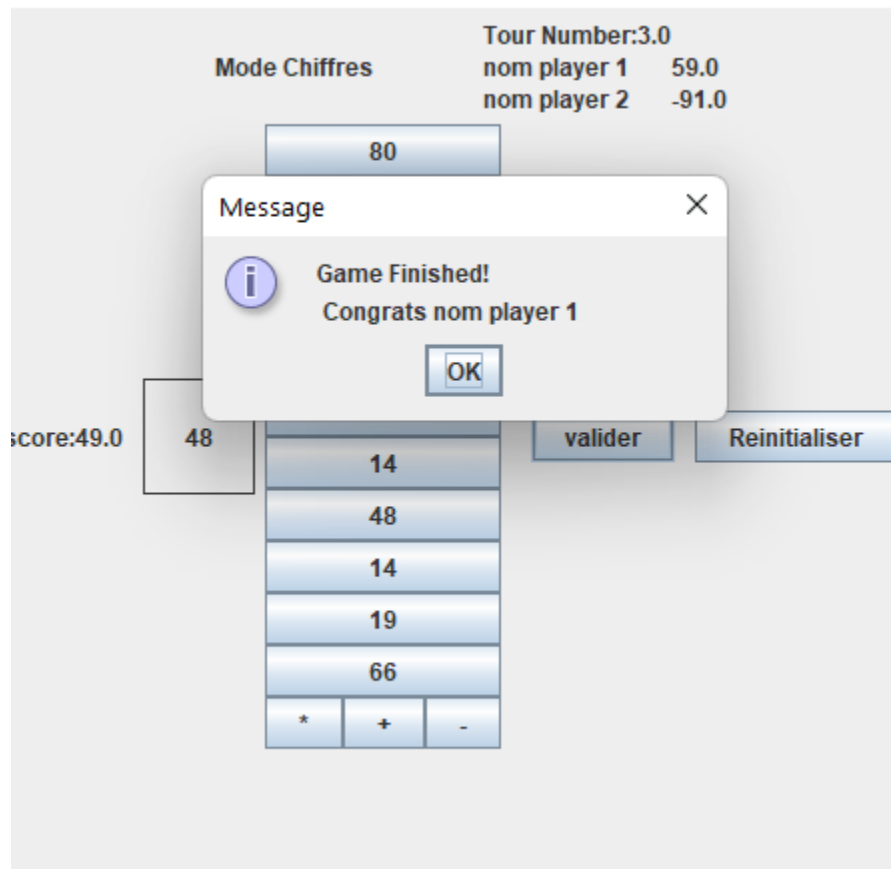 Tour Number:3.0
Mode Chiffres
nom player 1 59.0
nom player 2 -91.0
80
Message
i
Game Finished!
Congrats nom player 1
OK
score:49.0
48
valider
Reinitialiser
14
48
14
19
66
* + -